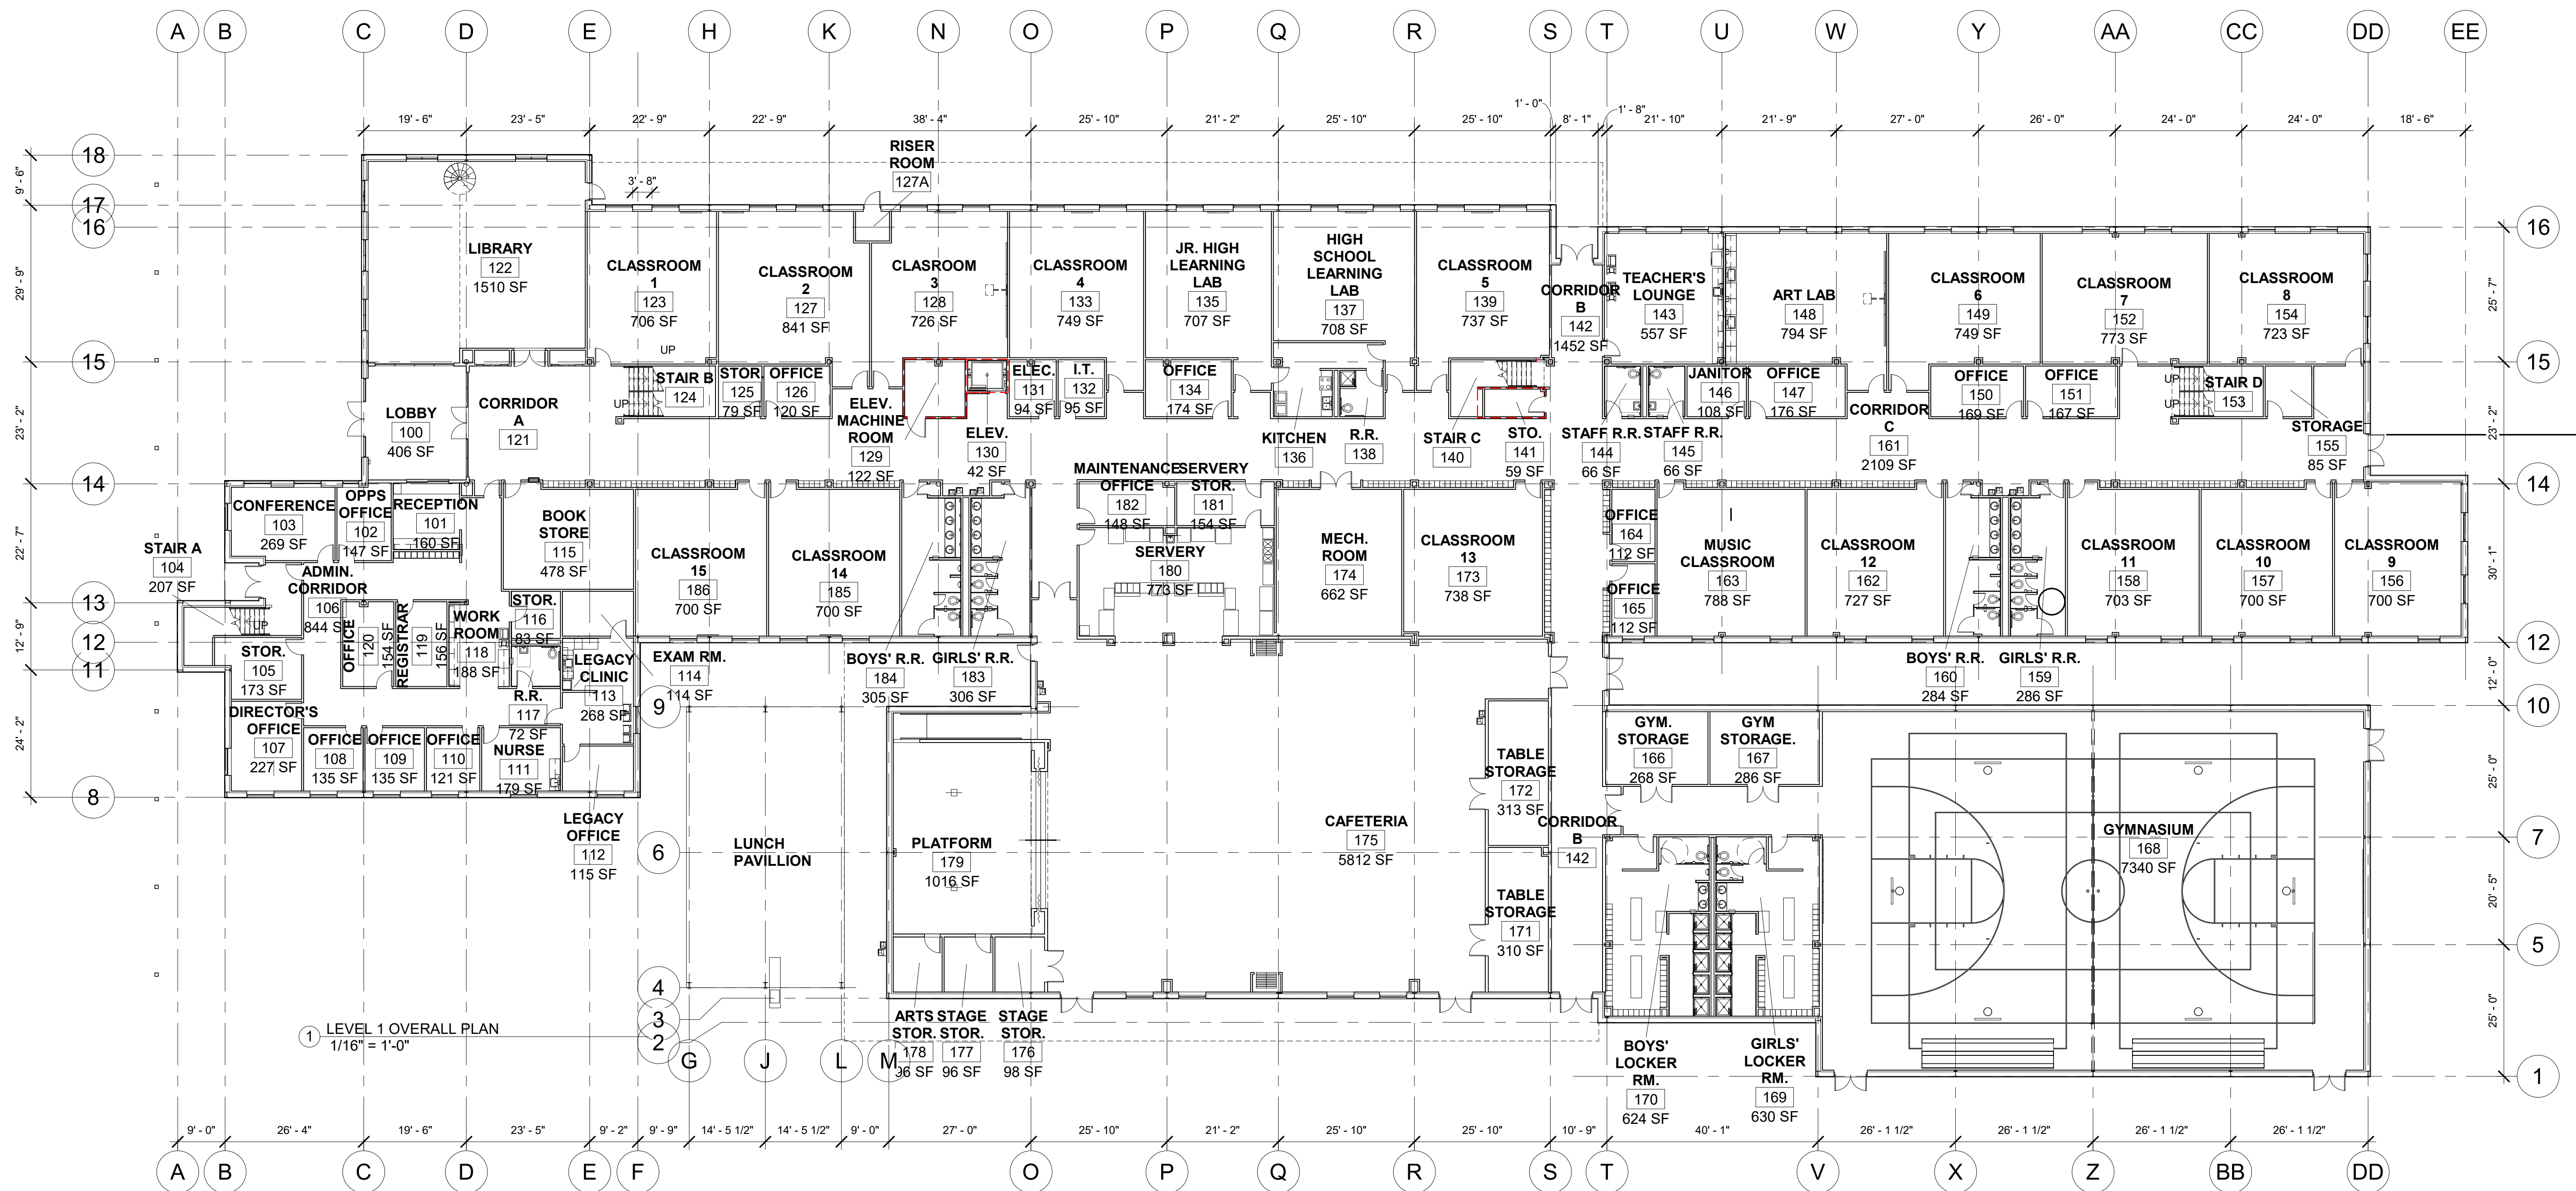 A B C D E H K N O P Q R S T U W Y AA CC DD EE
1' - 0" 1' - 8"
19' - 6" 23' - 5" 22' - 9" 22' - 9" 38' - 4" 25' - 10" 21' - 2" 25' - 10" 25' - 10" 8' - 1" 21' - 10" 21' - 9" 27' - 0" 26' - 0" 24' - 0" 24' - 0" 18' - 6"
18
17
16
15
14
13
12
11
8
9' - 6"
29' - 9"
23' - 2"
22' - 7"
12' - 9"
24' - 2"
3' - 8"
RISER
ROOM
127A
LIBRARY
122
1510 SF
CLASSROOM
1
123
706 SF
UP
CLASSROOM
2
127
841 SF
CLASSROOM
3
128
726 SF
CLASSROOM
4
133
749 SF
JR. HIGH
LEARNING
LAB
135
707 SF
HIGH
SCHOOL
LEARNING
LAB
137
708 SF
CLASSROOM
5
139
737 SF
CORRIDOR
B
142
1452 SF
TEACHER'S
LOUNGE
143
557 SF
ART LAB
148
794 SF
CLASSROOM
6
149
749 SF
CLASSROOM
7
152
773 SF
CLASSROOM
8
154
723 SF
16
15
14
12
10
7
5
1
25' - 7"
23' - 2"
30' - 1"
12' - 0"
25' - 0"
20' - 5"
25' - 0"
LOBBY
100
406 SF
CORRIDOR
A
121
UP
STAIR B
124
STOR.
125
79 SF
OFFICE
126
120 SF
ELEV.
MACHINE
ROOM
129
122 SF
ELEV.
130
42 SF
ELEC.
131
94 SF
I.T.
132
95 SF
OFFICE
134
174 SF
KITCHEN
136
R.R.
138
STAIR C
140
STO.
141
59 SF
STAFF R.R.
144
66 SF
STAFF R.R.
145
66 SF
JANITOR
146
108 SF
OFFICE
147
176 SF
CORRIDOR
C
161
2109 SF
OFFICE
150
169 SF
OFFICE
151
167 SF
UP
UP
STAIR D
153
STORAGE
155
85 SF
CONFERENCE
103
269 SF
OPPS
OFFICE
102
147 SF
RECEPTION
101
160 SF
BOOK
STORE
115
478 SF
CLASSROOM
15
186
700 SF
CLASSROOM
14
185
700 SF
MAINTENANCE
OFFICE
182
148 SF
SERVERY
STOR.
181
154 SF
SERVERY
180
773 SF
MECH.
ROOM
174
662 SF
CLASSROOM
13
173
738 SF
OFFICE
164
112 SF
OFFICE
165
112 SF
MUSIC
CLASSROOM
163
788 SF
CLASSROOM
12
162
727 SF
CLASSROOM
11
158
703 SF
CLASSROOM
10
157
700 SF
CLASSROOM
9
156
700 SF
STAIR A
104
207 SF
UP
ADMIN.
CORRIDOR
106
844 SF
STOR.
105
173 SF
OFFICE
120
154 SF
REGISTRAR
119
156 SF
WORK
ROOM
118
188 SF
STOR.
116
83 SF
R.R.
117
72 SF
LEGACY
CLINIC
113
268 SF
EXAM RM.
114
114 SF
BOYS' R.R.
184
305 SF
GIRLS' R.R.
183
306 SF
BOYS' R.R.
160
284 SF
GIRLS' R.R.
159
286 SF
DIRECTOR'S
OFFICE
107
227 SF
OFFICE
108
135 SF
OFFICE
109
135 SF
OFFICE
110
121 SF
NURSE
111
179 SF
LEGACY
OFFICE
112
115 SF
9
6
4
3
2
LUNCH
PAVILLION
PLATFORM
179
1016 SF
CAFETERIA
175
5812 SF
TABLE
STORAGE
172
313 SF
TABLE
STORAGE
171
310 SF
CORRIDOR
B
142
GYM.
STORAGE
166
268 SF
GYM
STORAGE.
167
286 SF
GYMNASIUM
168
7340 SF
ARTS
STOR.
178
96 SF
STAGE
STOR.
177
96 SF
STAGE
STOR.
176
98 SF
BOYS'
LOCKER
RM.
170
624 SF
GIRLS'
LOCKER
RM.
169
630 SF
1 LEVEL 1 OVERALL PLAN
1/16" = 1'-0"
G J L M
9' - 0" 26' - 4" 19' - 6" 23' - 5" 9' - 2" 9' - 9" 14' - 5 1/2" 14' - 5 1/2" 9' - 0" 27' - 0" 25' - 10" 21' - 2" 25' - 10" 25' - 10" 10' - 9" 40' - 1" 26' - 1 1/2" 26' - 1 1/2" 26' - 1 1/2" 26' - 1 1/2"
A B C D E F O P Q R S T V X Z BB DD